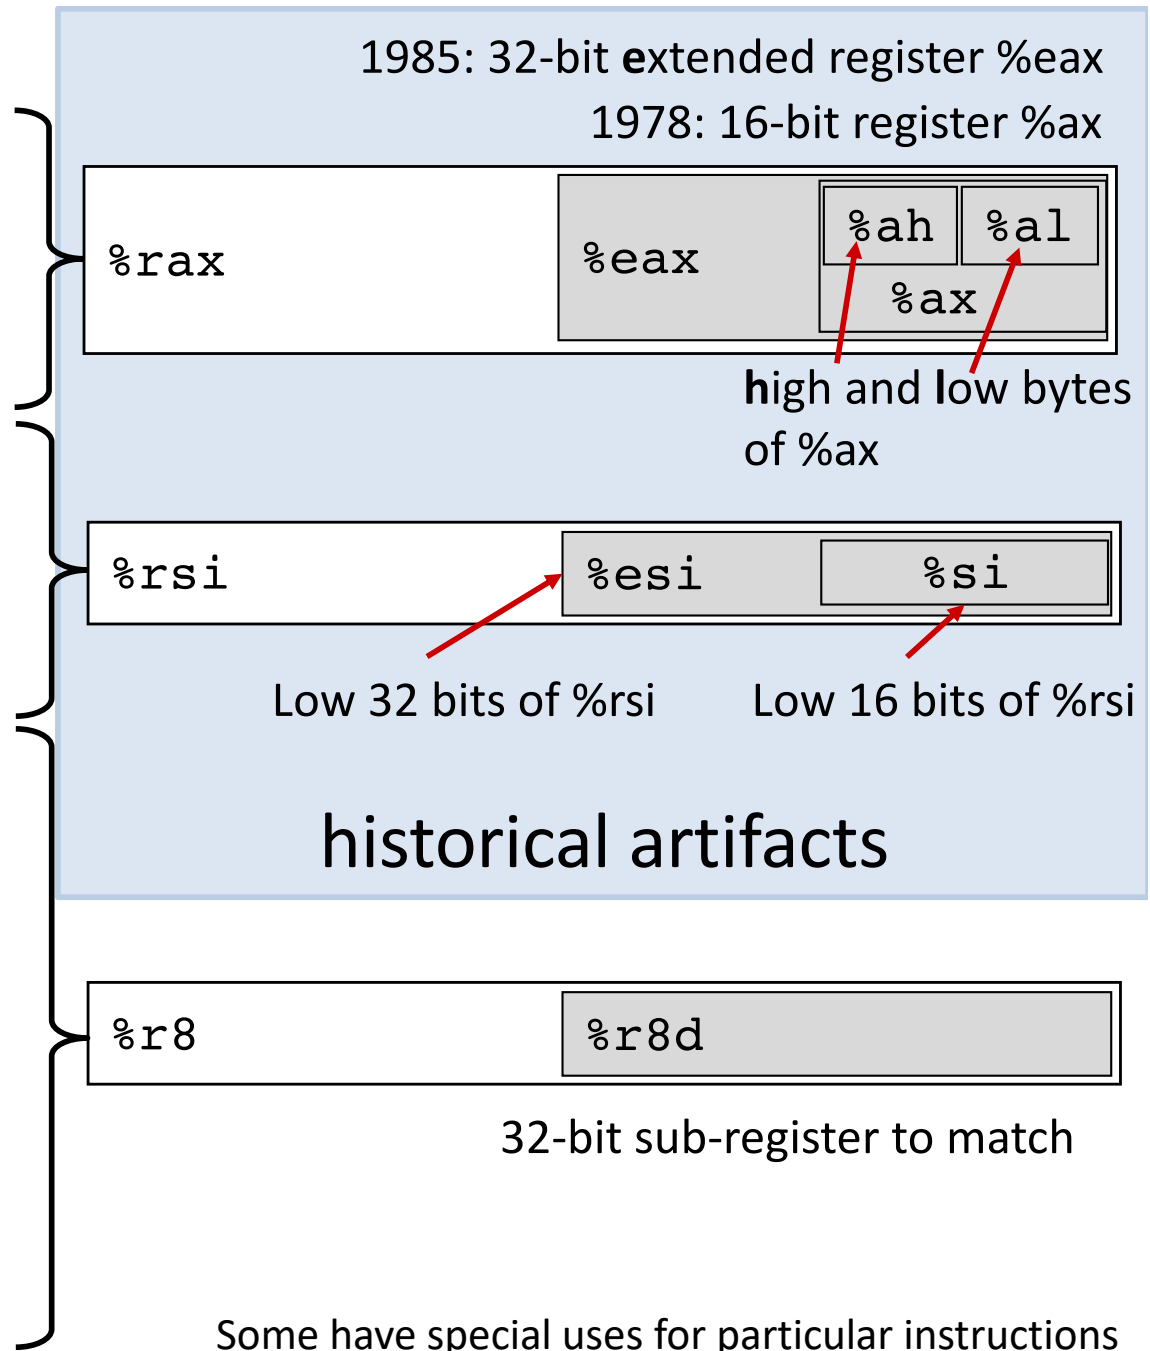 1985: 32-bit extended register %eax
1978: 16-bit register %ax
%rax %eax %ah %al
%ax
high and low bytes
of %ax
%rsi %esi %si
Low 32 bits of %rsi Low 16 bits of %rsi
historical artifacts
%r8 %r8d
32-bit sub-register to match
Some have special uses for particular instructions